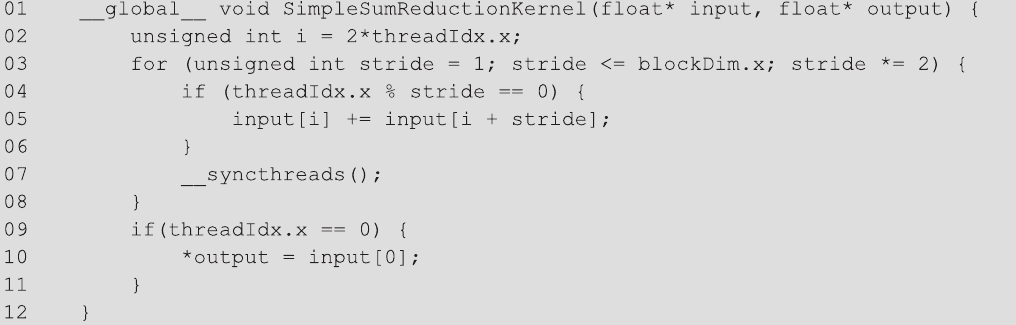 01 __global__ void SimpleSumReductionKernel(float* input, float* output) {
02 unsigned int i = 2*threadIdx.x;
03 for (unsigned int stride = 1; stride <= blockDim.x; stride *= 2) {
04 if (threadIdx.x % stride == 0) {
05 input[i] += input[i + stride];
06 }
07 __syncthreads();
08 }
09 if(threadIdx.x == 0) {
10 *output = input[0];
11 }
12 }